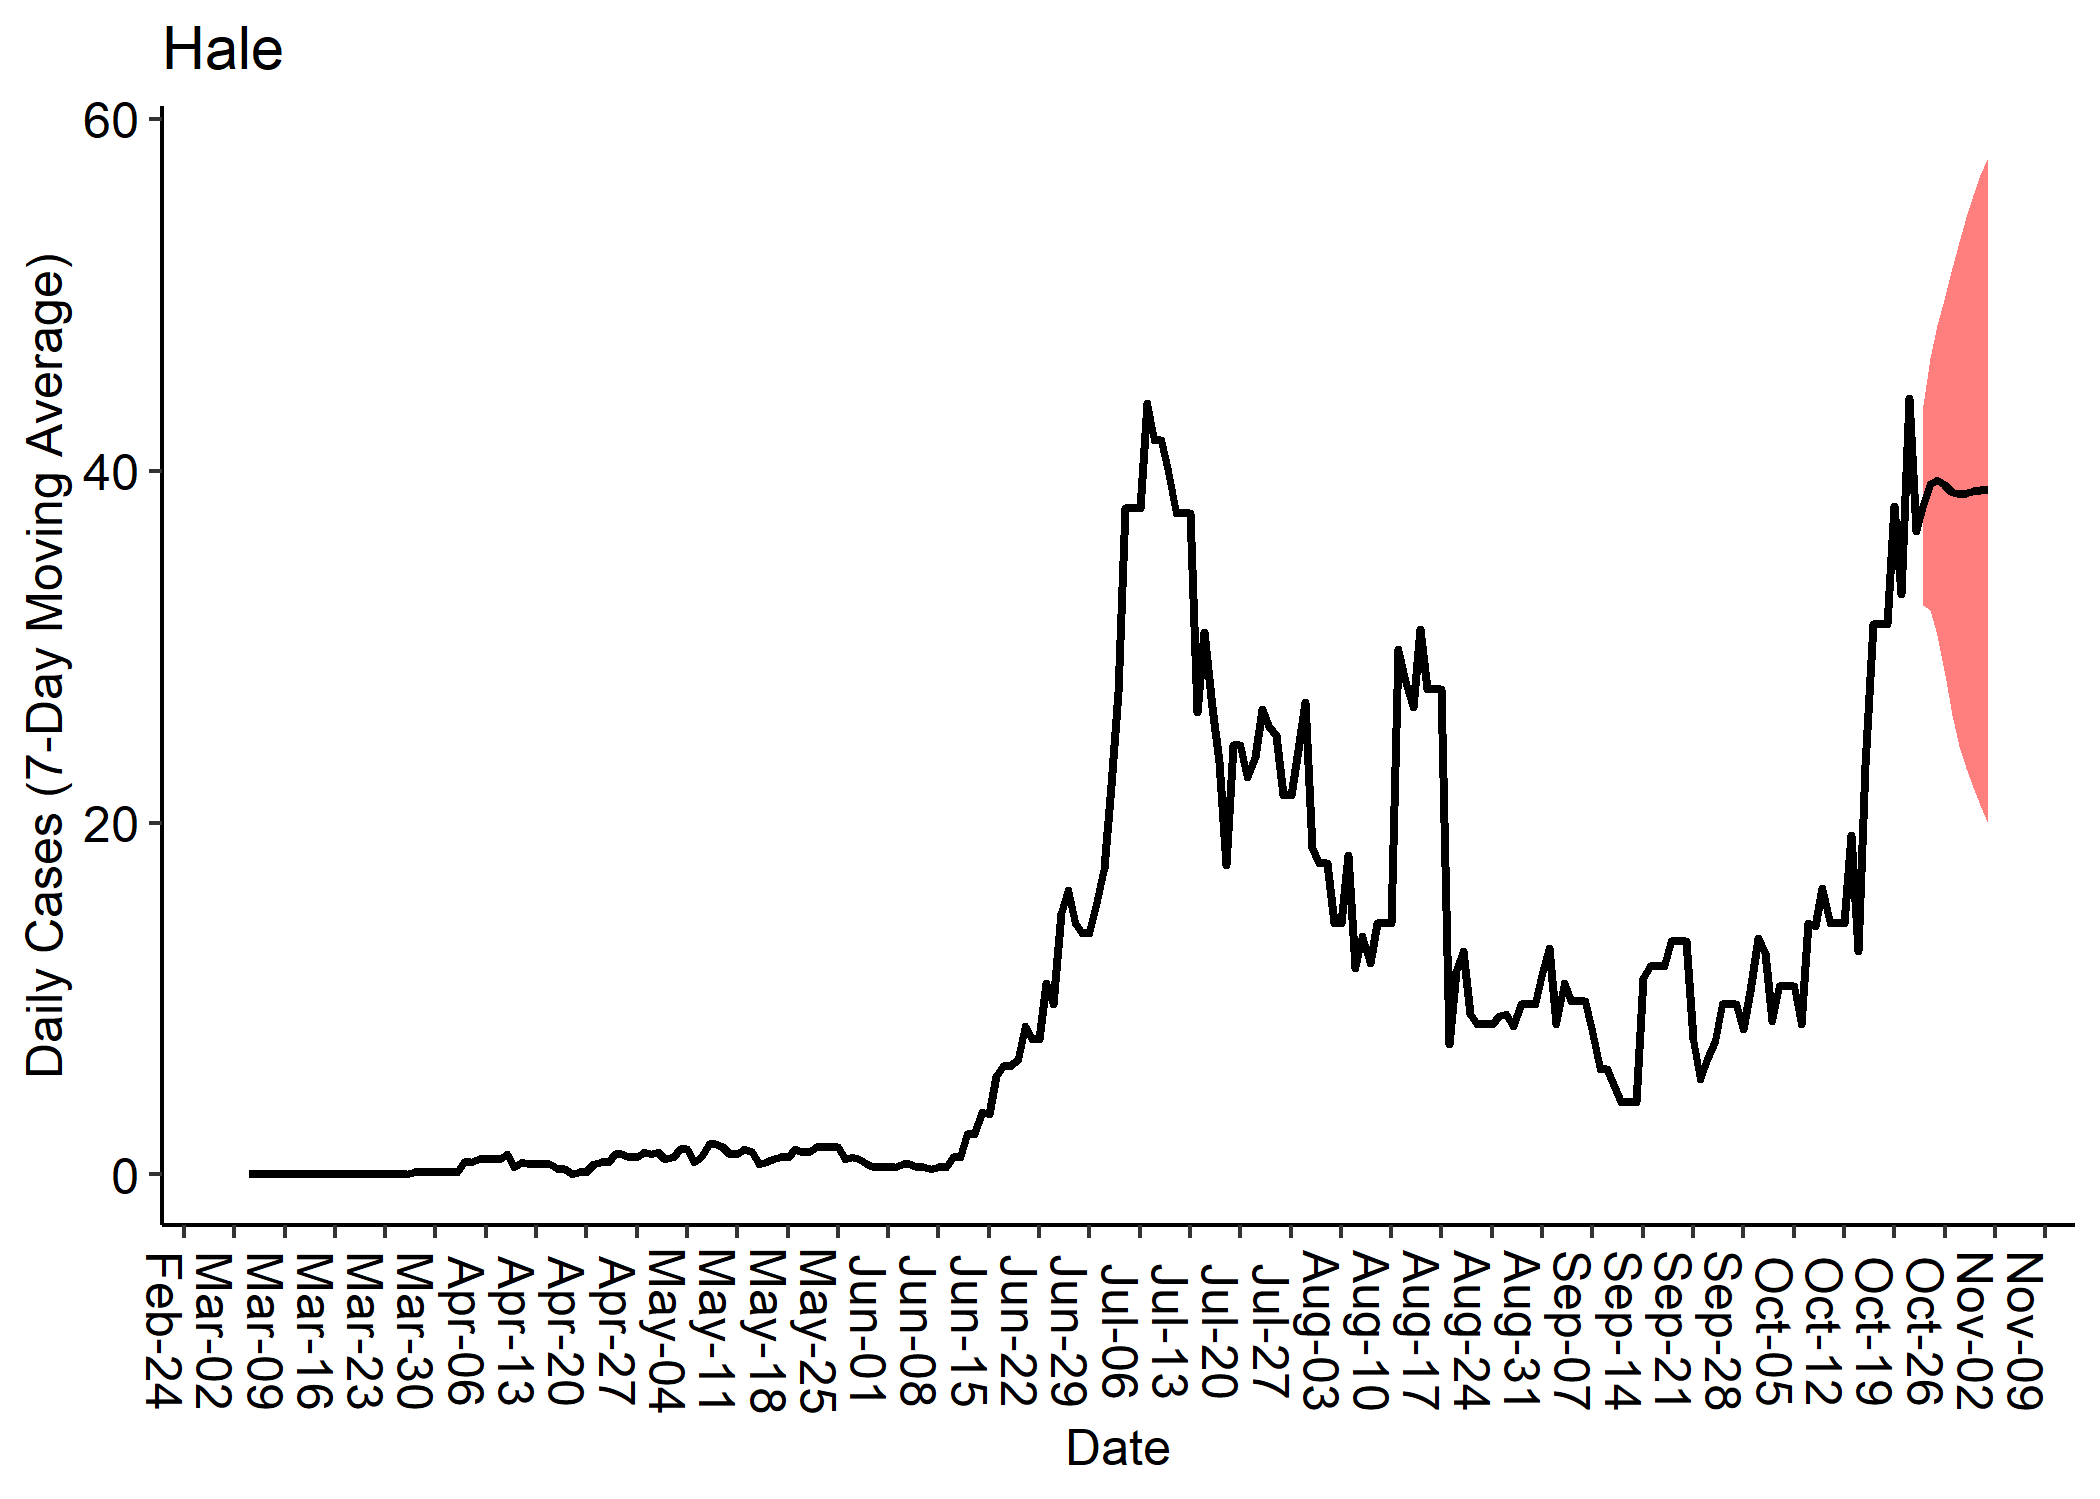 Hale
Daily Cases (7-Day Moving Average)
60
40
20
0
Feb-24
Mar-02
Mar-09
Mar-16
Mar-23
Mar-30
Apr-06
Apr-13
Apr-20
Apr-27
May-04
May-11
May-18
May-25
Jun-01
Jun-08
Jun-15
Jun-22
Jun-29
Jul-06
Jul-13
Jul-20
Jul-27
Aug-03
Aug-10
Aug-17
Aug-24
Aug-31
Sep-07
Sep-14
Sep-21
Sep-28
Oct-05
Oct-12
Oct-19
Oct-26
Nov-02
Nov-09
Date